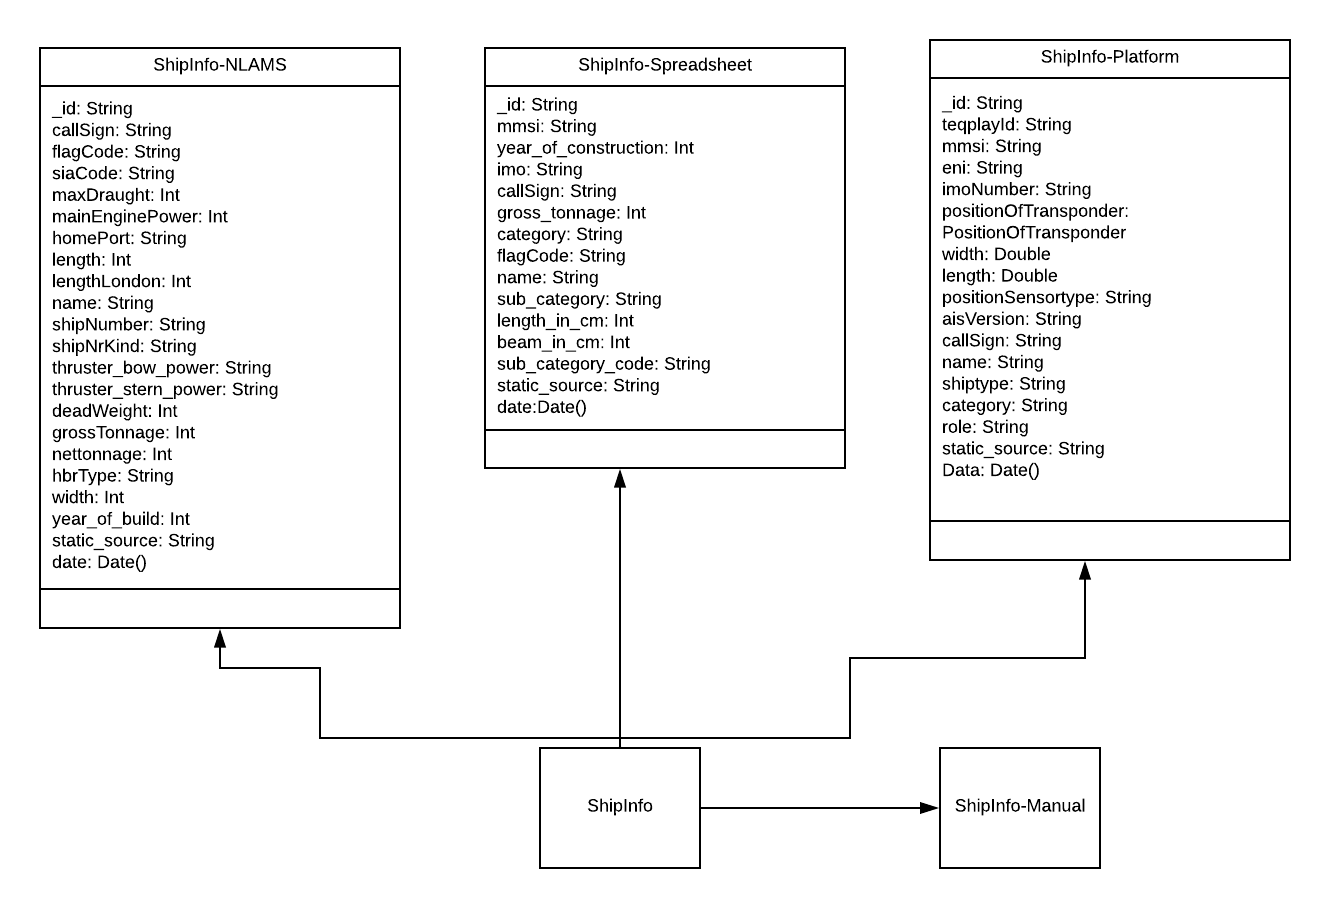 ShipInfo-NLAMS
_id: String
callSign: String
flagCode: String
siaCode: String
maxDraught: Int
mainEnginePower: Int
homePort: String
length: Int
lengthLondon: Int
name: String
shipNumber: String
shipNrKind: String
thruster_bow_power: String
thruster_stern_power: String
deadWeight: Int
grossTonnage: Int
nettonnage: Int
hbrType: String
width: Int
year_of_build: Int
static_source: String
date: Date()
ShipInfo-Spreadsheet
_id: String
mmsi: String
year_of_construction: Int
imo: String
callSign: String
gross_tonnage: Int
category: String
flagCode: String
name: String
sub_category: String
length_in_cm: Int
beam_in_cm: Int
sub_category_code: String
static_source: String
date:Date()
ShipInfo-Platform
_id: String
teqplayId: String
mmsi: String
eni: String
imoNumber: String
positionOfTransponder:
PositionOfTransponder
width: Double
length: Double
positionSensortype: String
aisVersion: String
callSign: String
name: String
shiptype: String
category: String
role: String
static_source: String
Data: Date()
ShipInfo
ShipInfo-Manual